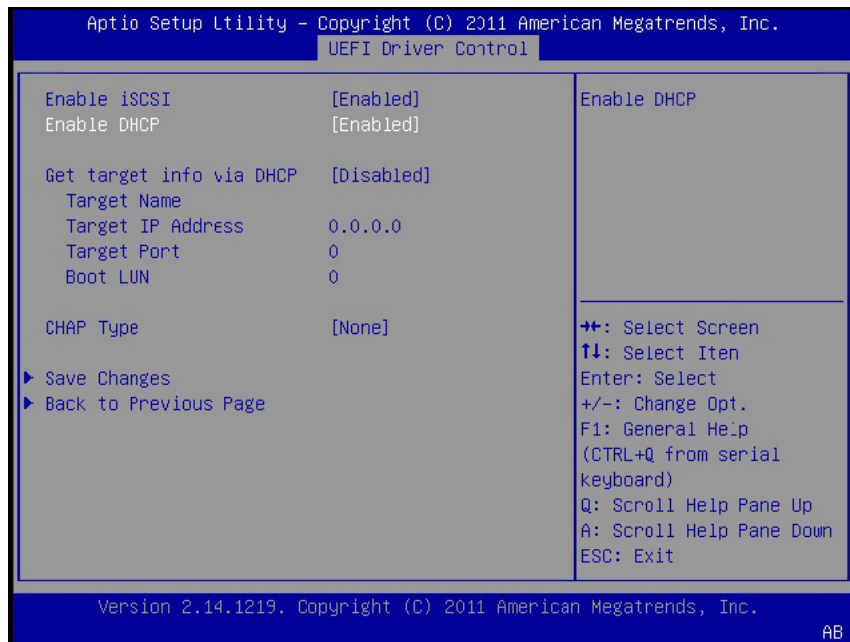 Aptio Setup Utility – Copyright (C) 2011 American Megatrends, Inc.
UEFI Driver Control
Enable iSCSI [Enabled]
Enable DHCP [Enabled]
Get target info via DHCP [Disabled]
Target Name
Target IP Address 0.0.0.0
Target Port 0
Boot LUN 0
CHAP Type [None]
▶ Save Changes
▶ Back to Previous Page
Enable DHCP
→←: Select Screen
↑↓: Select Item
Enter: Select
+/-: Change Opt.
F1: General Help
(CTRL+Q from serial
keyboard)
Q: Scroll Help Pane Up
A: Scroll Help Pane Down
ESC: Exit
Version 2.14.1219. Copyright (C) 2011 American Megatrends, Inc.
AB